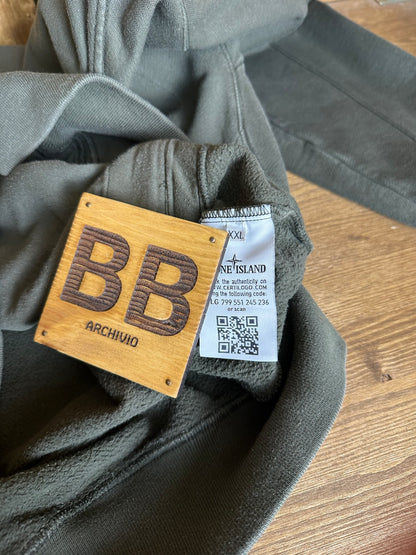 BB
ARCHIVIO
XXL
NE ISLAND
k the authenticity on
W.CERTILOGO.COM
g the following code:
LG 799 551 245 236
or scan